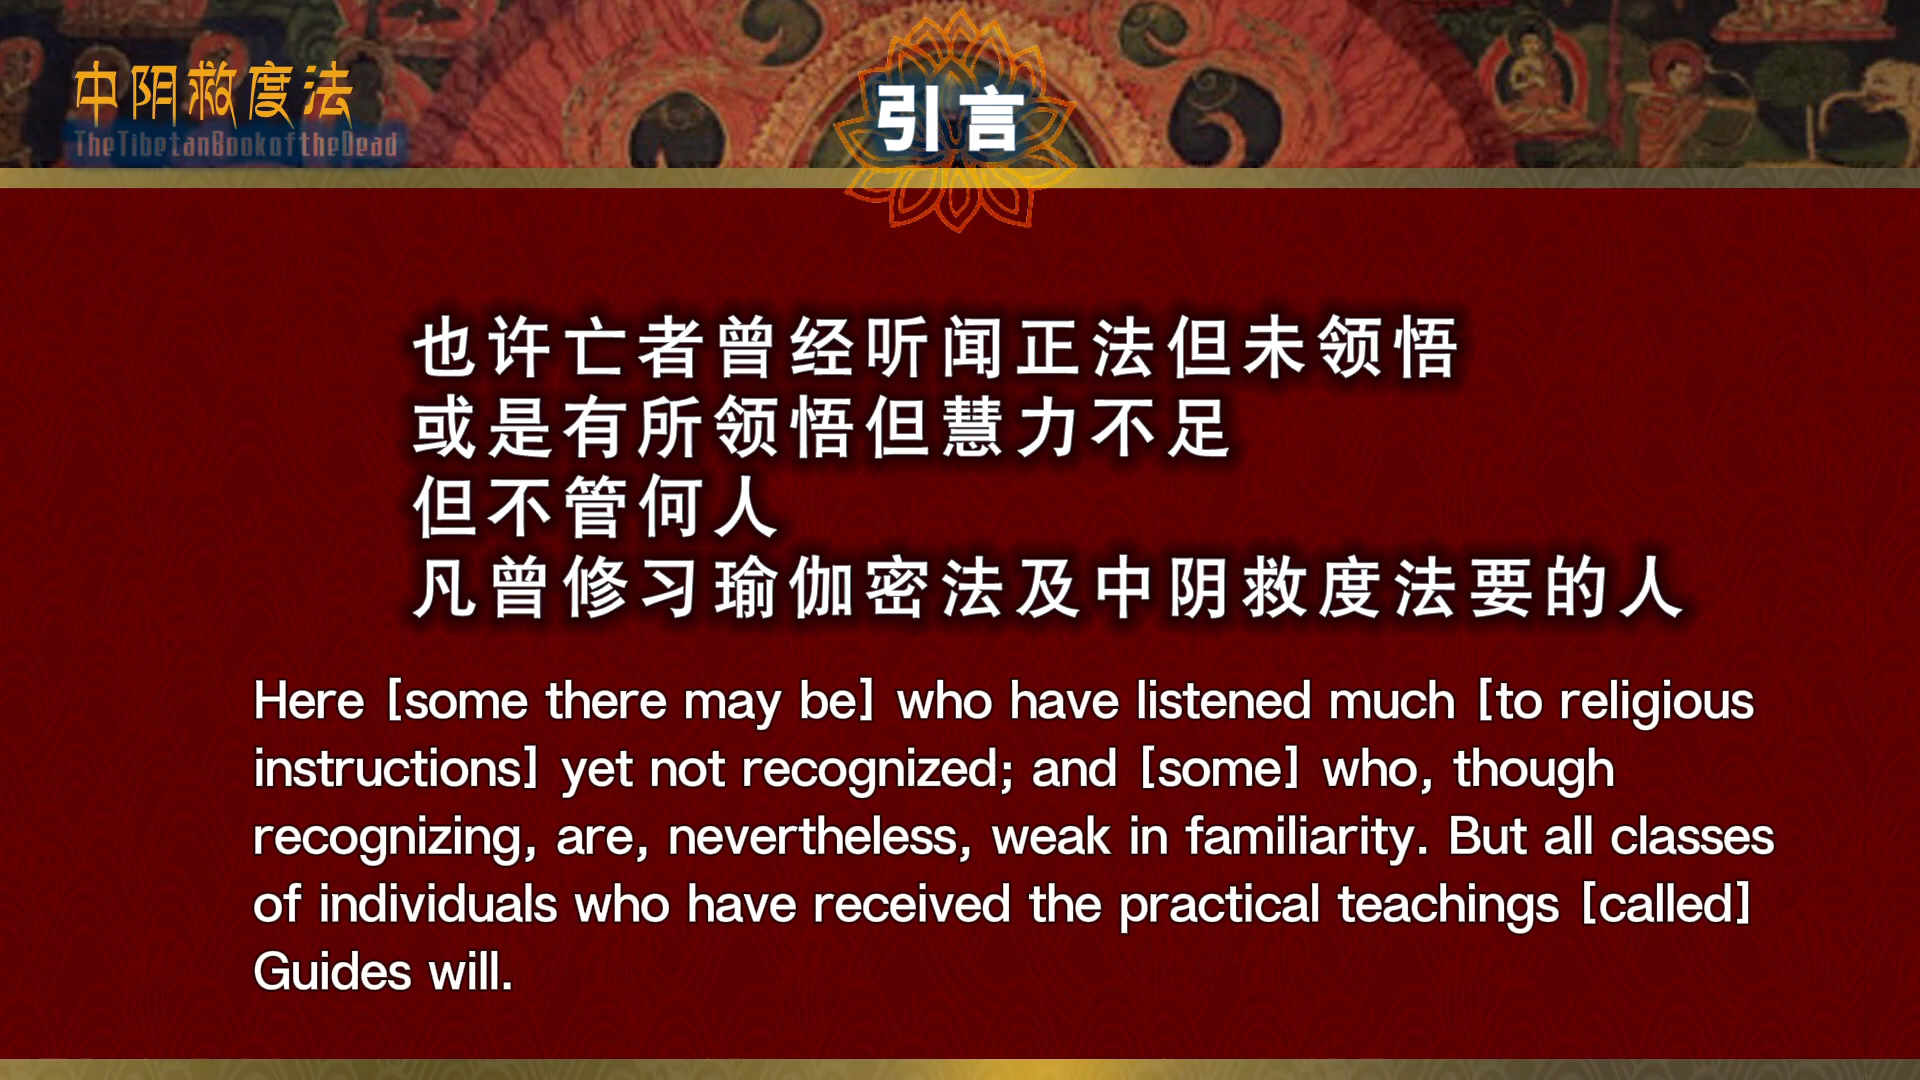 中阴救度法
TheTibetanBookoftheDead
引言
也许亡者曾经听闻正法但未领悟
或是有所领悟但慧力不足
但不管何人
凡曾修习瑜伽密法及中阴救度法要的人
Here [some there may be] who have listened much [to religious
instructions] yet not recognized; and [some] who, though
recognizing, are, nevertheless, weak in familiarity. But all classes
of individuals who have received the practical teachings [called]
Guides will.